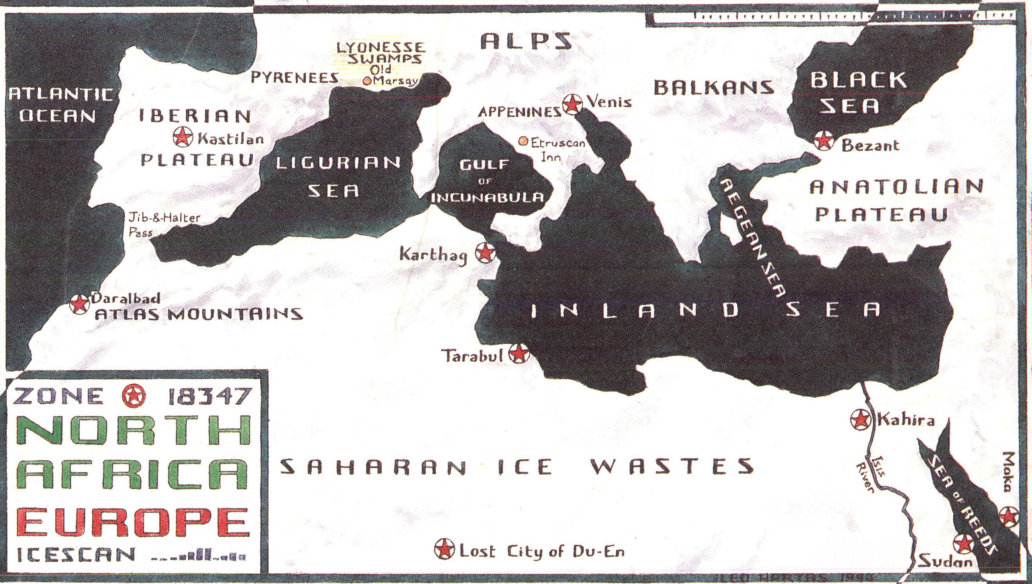 LYONESSE
SWAMPS
Old
Marsay
ALPS
PYRENEES
ATLANTIC
OCEAN
IBERIAN
Kastilan
PLATEAU
LIGURIAN
SEA
APPENINES
Venis
Etruscan
Inn
GULF
OF
INCUNABULA
BALKANS
BLACK
SEA
Bezant
ANATOLIAN
PLATEAU
AEGEAN SEA
Jib-&-Halter
Pass
Karthag
Daralbad
ATLAS MOUNTAINS
INLAND SEA
Tarabul
Kahira
Isis
River
SAHARAN ICE WASTES
SEA OF REEDS
Moka
Sudan
Lost City of Du-En
ZONE 18347
NORTH
AFRICA
EUROPE
ICESCAN
LEO HARTAS